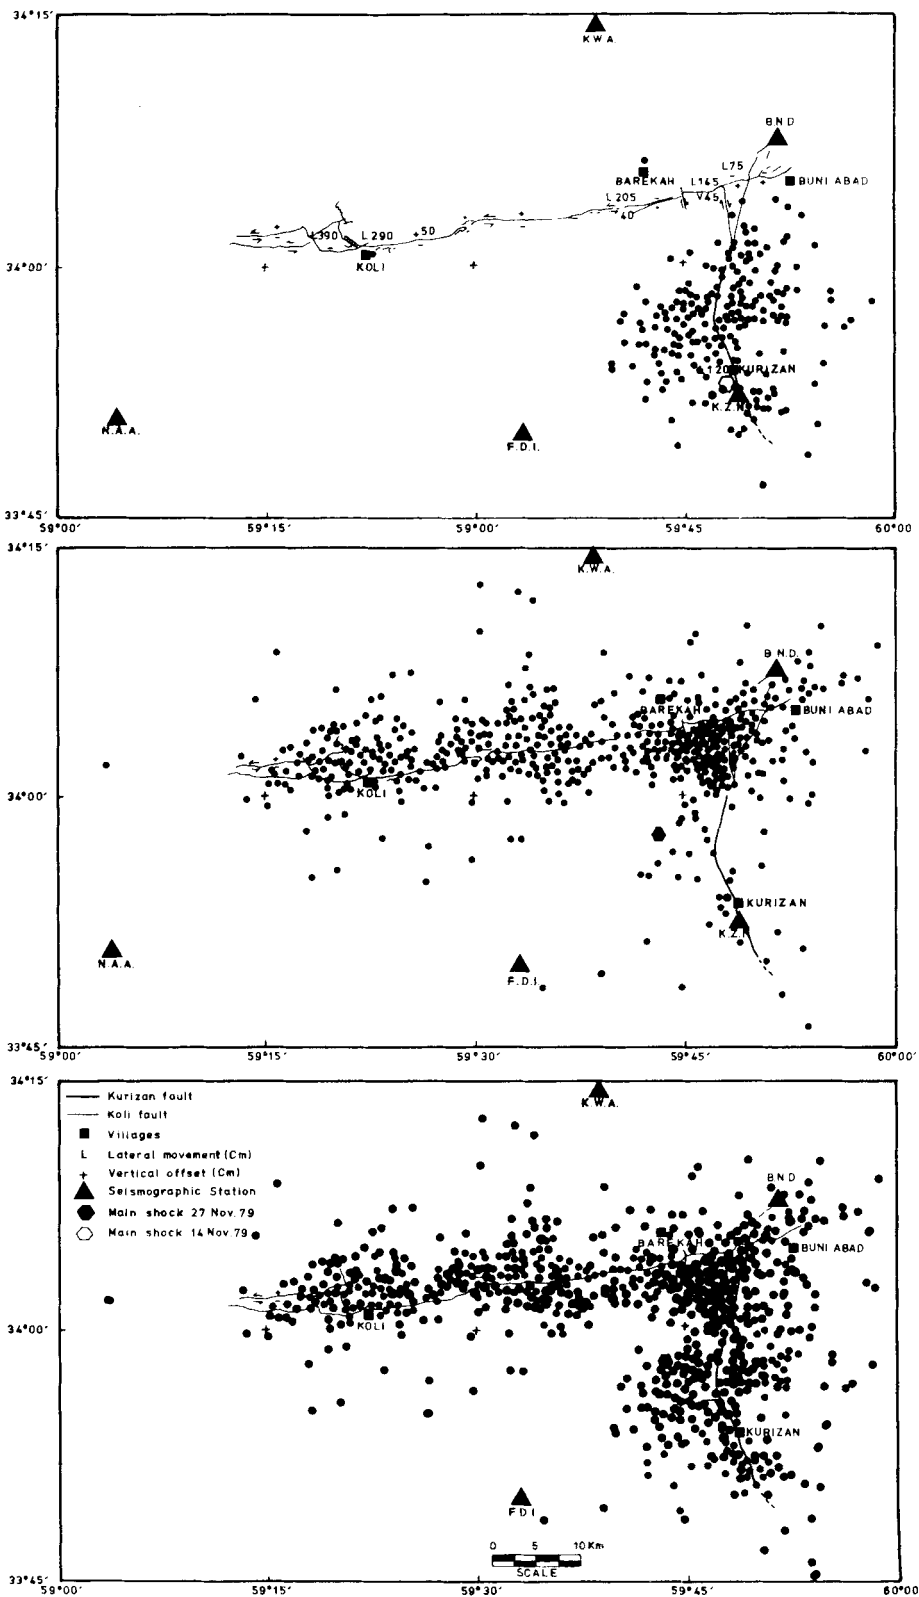 34°15'
K.W.A.
B.N.D
L75
BAREKAH
L145
BUNI ABAD
L205
V45
40
L390
L290
+50
34°00'
KOLI
L120
KURIZAN
K.Z.N
N.A.A.
F.D.I.
33°45'
59°00' 59°15' 59°00' 59°45' 60°00'
34°15'
K.W.A.
B.N.D.
BAREKAH
BUNI ABAD
34°00'
KOLI
KURIZAN
K.Z.N
N.A.A.
F.D.I.
33°45'
59°00' 59°15' 59°30' 59°45' 60°00'
34°15'
Kurizan fault
K.W.A.
Koli fault
Villages
L Lateral movement (Cm)
+ Vertical offset (Cm)
B.N.D
Seismographic Station
Main shock 27 Nov. 79
Main shock 14 Nov. 79
BAREKAH
BUNI ABAD
34°00'
KOLI
KURIZAN
F.D.I
0 5 10 Km
SCALE
33°45'
59°00' 59°15' 59°30' 59°45' 60°00'